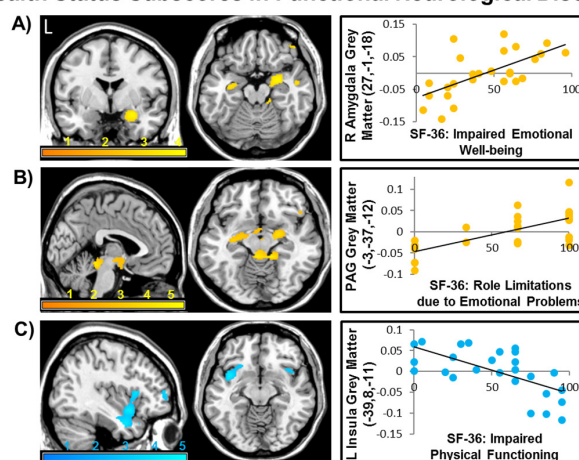 Health Status Subscores in Functional Neurological Disorder
A)
L
1 2 3 4
R Amygdala Grey
Matter (27,-1,-18)
0.15
0.05
-0.05
-0.15
0 50 100
SF-36: Impaired Emotional
Well-being
B)
1 2 3 4 5
PAG Grey Matter
(-3,-37,-12)
0.1
0.05
0
-0.05
-0.1
0 50 100
SF-36: Role Limitations
due to Emotional Problems
C)
1 2 3 4 5
L Insula Grey Matter
(-39,8,-11)
0.1
0.05
0
-0.05
-0.1
-0.15
0 50 100
SF-36: Impaired
Physical Functioning